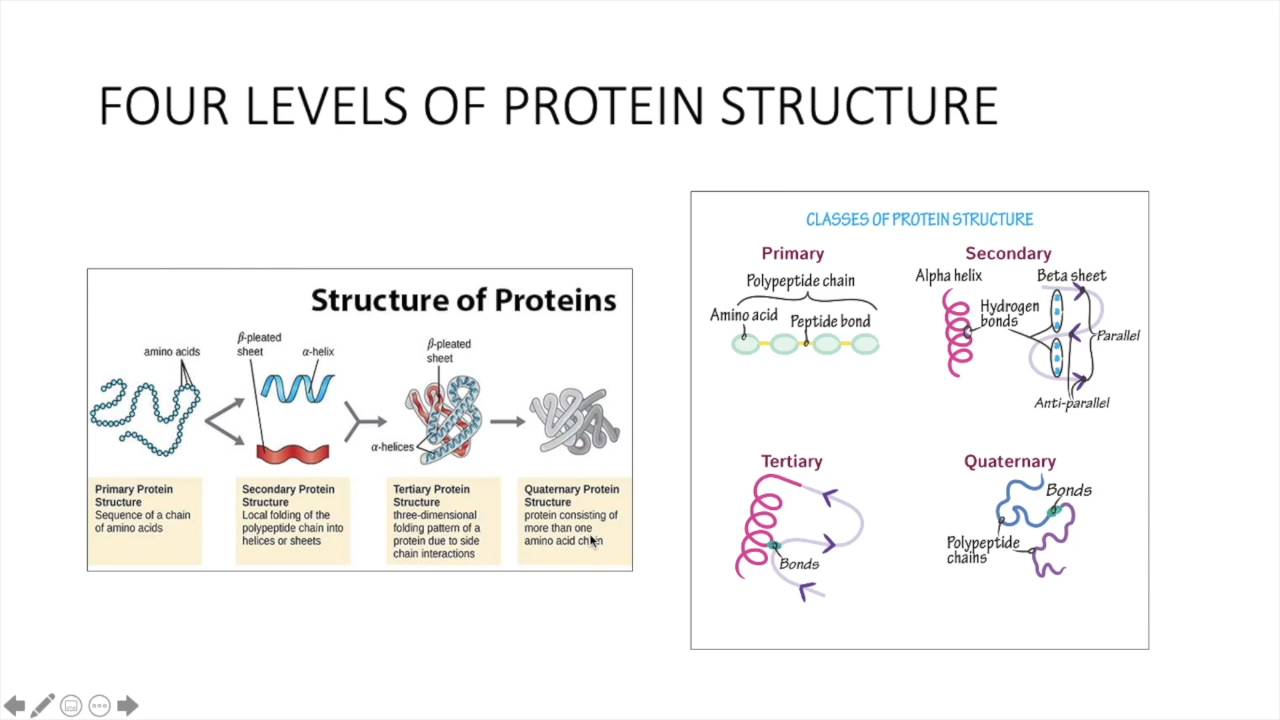 FOUR LEVELS OF PROTEIN STRUCTURE
Structure of Proteins
amino acids
β-pleated
sheet
α-helix
β-pleated
sheet
α-helices
Primary Protein
Structure
Sequence of a chain
of amino acids
Secondary Protein
Structure
Local folding of the
polypeptide chain into
helices or sheets
Tertiary Protein
Structure
three-dimensional
folding pattern of a
protein due to side
chain interactions
Quaternary Protein
Structure
protein consisting of
more than one
amino acid chain
CLASSES OF PROTEIN STRUCTURE
Primary
Polypeptide chain
Amino acid
Peptide bond
Secondary
Alpha helix
Beta sheet
Hydrogen
bonds
Parallel
Anti-parallel
Tertiary
Bonds
Quaternary
Bonds
Polypeptide
chains